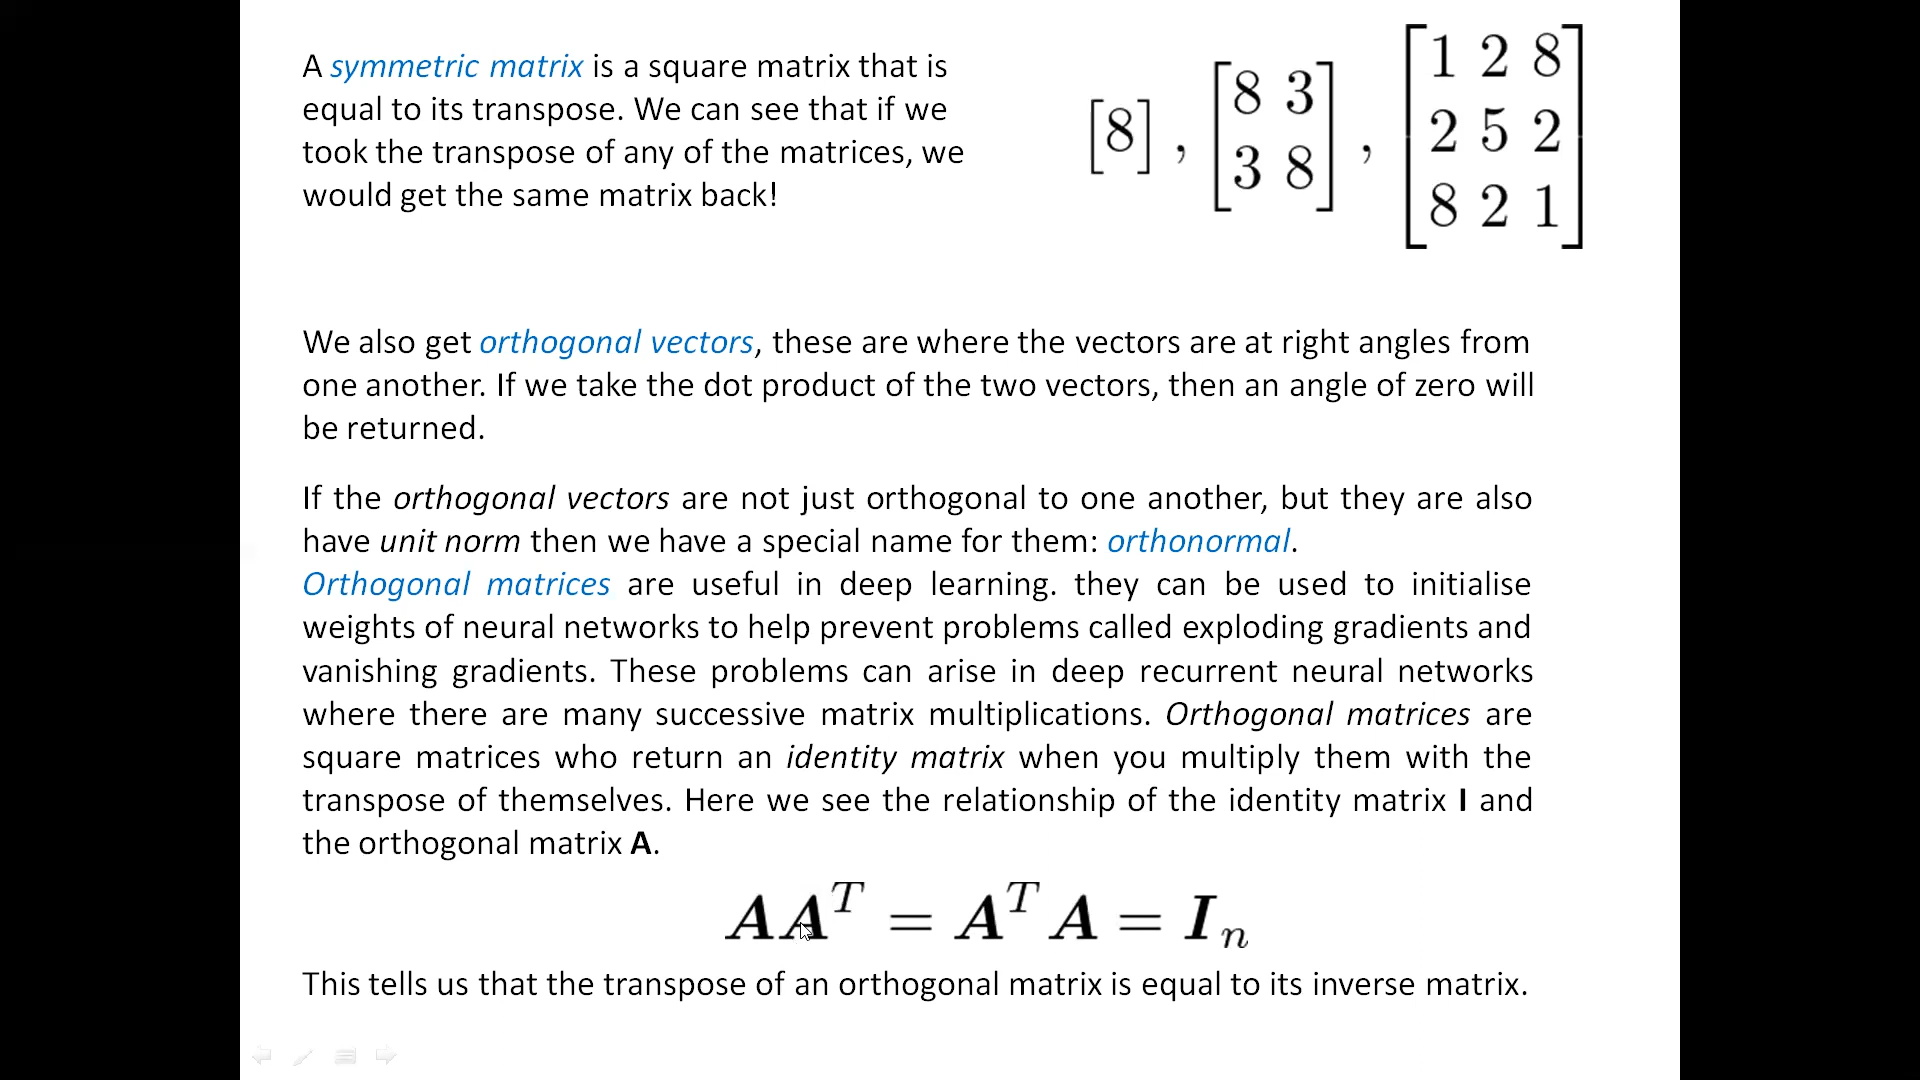 A symmetric matrix is a square matrix that is
equal to its transpose. We can see that if we
took the transpose of any of the matrices, we
would get the same matrix back!
[8] , [8 3
3 8] , [1 2 8
2 5 2
8 2 1]
We also get orthogonal vectors, these are where the vectors are at right angles from
one another. If we take the dot product of the two vectors, then an angle of zero will
be returned.
If the orthogonal vectors are not just orthogonal to one another, but they are also
have unit norm then we have a special name for them: orthonormal.
Orthogonal matrices are useful in deep learning. they can be used to initialise
weights of neural networks to help prevent problems called exploding gradients and
vanishing gradients. These problems can arise in deep recurrent neural networks
where there are many successive matrix multiplications. Orthogonal matrices are
square matrices who return an identity matrix when you multiply them with the
transpose of themselves. Here we see the relationship of the identity matrix I and
the orthogonal matrix A.
AA^T = A^T A = I_n
This tells us that the transpose of an orthogonal matrix is equal to its inverse matrix.